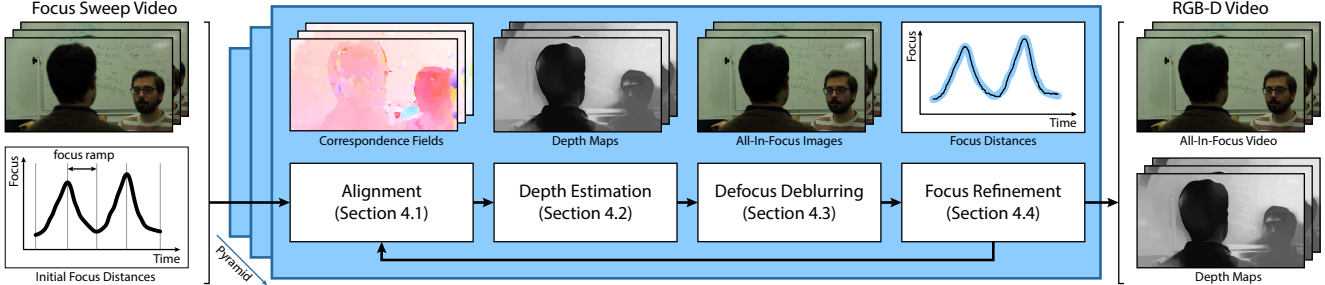 Focus Sweep Video
RGB-D Video
Correspondence Fields
Depth Maps
All-In-Focus Images
Focus
Time
Focus Distances
All-In-Focus Video
focus ramp
Focus
Time
Initial Focus Distances
Alignment
(Section 4.1)
Depth Estimation
(Section 4.2)
Defocus Deblurring
(Section 4.3)
Focus Refinement
(Section 4.4)
Pyramid
Depth Maps